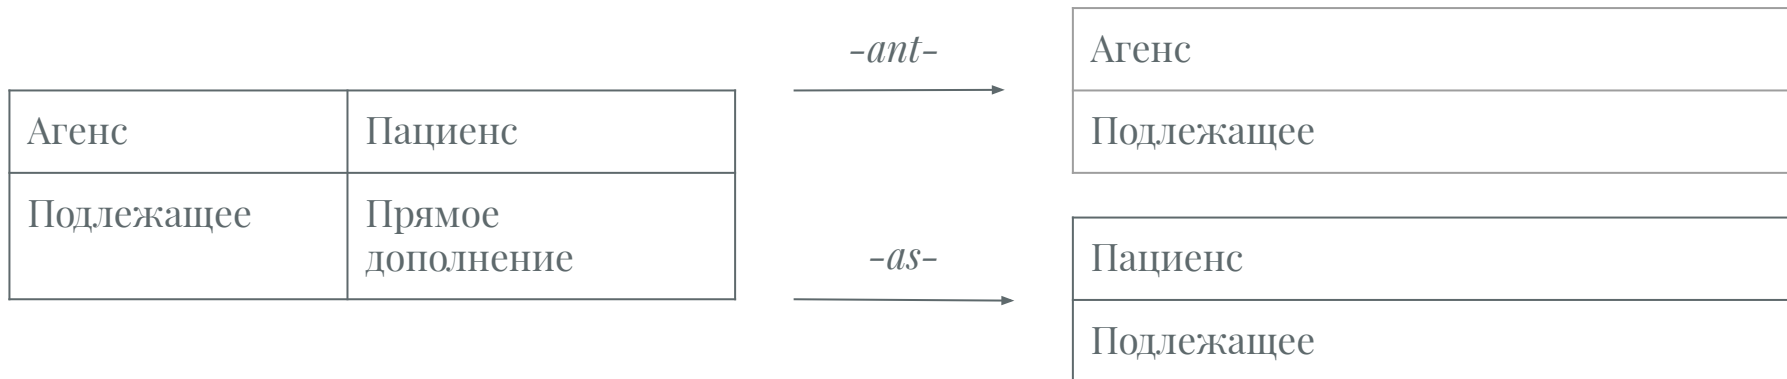 -ant-
Агенс
Агенс Пациенс
Подлежащее
Подлежащее Прямое
дополнение
-as-
Пациенс
Подлежащее